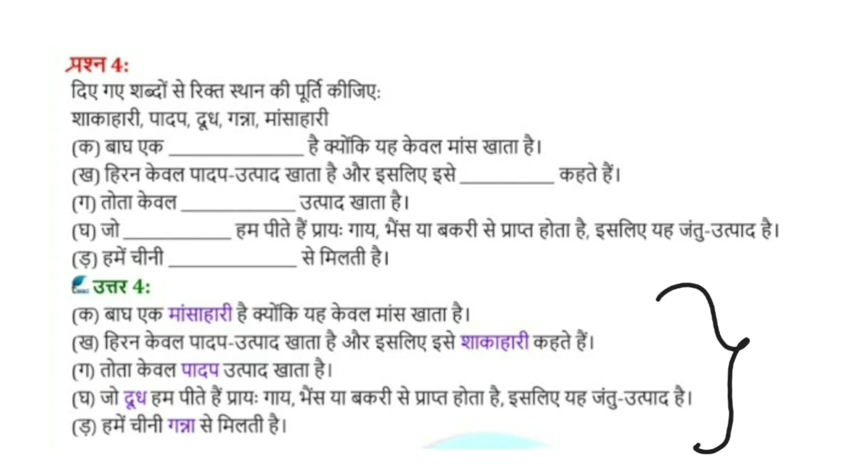 प्रश्न 4:
दिए गए शब्दों से रिक्त स्थान की पूर्ति कीजिए:
शाकाहारी, पादप, दूध, गन्ना, मांसाहारी
(क) बाघ एक ____________ है क्योंकि यह केवल मांस खाता है।
(ख) हिरन केवल पादप-उत्पाद खाता है और इसलिए इसे _________ कहते हैं।
(ग) तोता केवल ___________ उत्पाद खाता है।
(घ) जो __________ हम पीते हैं प्रायः गाय, भैंस या बकरी से प्राप्त होता है, इसलिए यह जंतु-उत्पाद है।
(ड़) हमें चीनी ____________ से मिलती है।
उत्तर 4:
(क) बाघ एक मांसाहारी है क्योंकि यह केवल मांस खाता है।
(ख) हिरन केवल पादप-उत्पाद खाता है और इसलिए इसे शाकाहारी कहते हैं।
(ग) तोता केवल पादप उत्पाद खाता है।
(घ) जो दूध हम पीते हैं प्रायः गाय, भैंस या बकरी से प्राप्त होता है, इसलिए यह जंतु-उत्पाद है।
(ड़) हमें चीनी गन्ना से मिलती है।